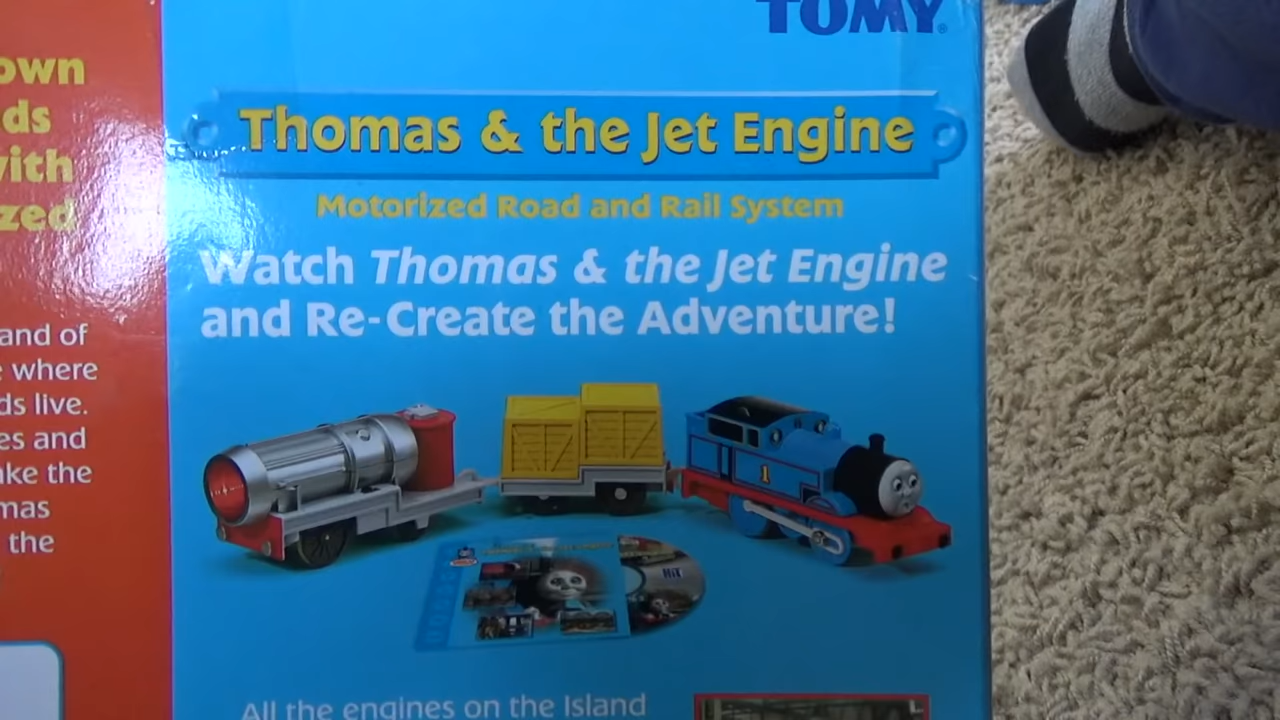 own
ds
with
zed
and of
where
ds live.
es and
ake the
mas
the
TOMY
Thomas & the Jet Engine
Motorized Road and Rail System
Watch Thomas & the Jet Engine
and Re-Create the Adventure!
1
HiT
All the engines on the Island